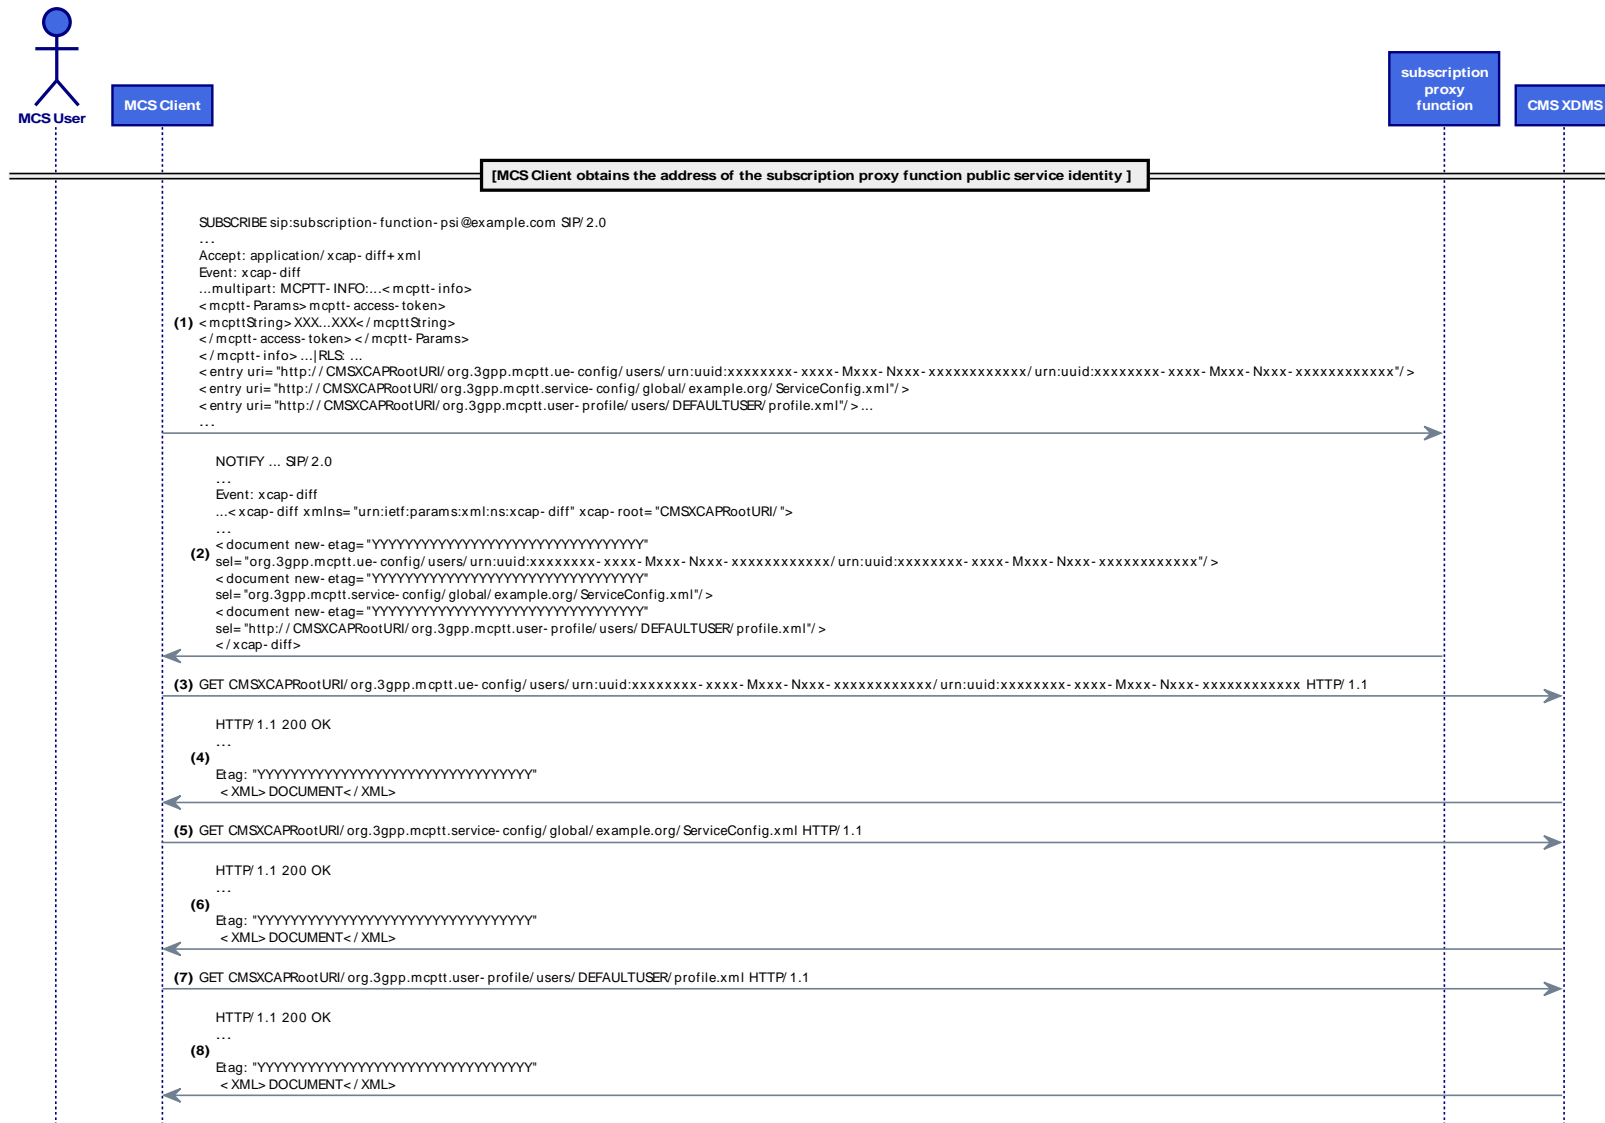 MCS User
MCS Client
subscription
proxy
function
CMS XDMS
[MCS Client obtains the address of the subscription proxy function public service identity ]
SUBSCRIBE sip:subscription-function-psi@example.com SIP/2.0
...
Accept: application/xcap-diff+xml
Event: xcap-diff
...multipart: MCPTT-INFO:...<mcptt-info>
<mcptt-Params>mcptt-access-token>
(1) <mcpttString>XXX...XXX</mcpttString>
</mcptt-access-token></mcptt-Params>
</mcptt-info>...|RLS: ...
<entry uri="http://CMSXCAPRootURI/org.3gpp.mcptt.ue-config/users/urn:uuid:xxxxxxxx-xxxx-Mxxx-Nxxx-xxxxxxxxxxxx/urn:uuid:xxxxxxxx-xxxx-Mxxx-Nxxx-xxxxxxxxxxxx"/>
<entry uri="http://CMSXCAPRootURI/org.3gpp.mcptt.service-config/global/example.org/ServiceConfig.xml"/>
<entry uri="http://CMSXCAPRootURI/org.3gpp.mcptt.user-profile/users/DEFAULTUSER/profile.xml"/>...
...
NOTIFY ... SIP/2.0
...
Event: xcap-diff
...<xcap-diff xmlns="urn:ietf:params:xml:ns:xcap-diff" xcap-root="CMSXCAPRootURI/">
...
<document new-etag="YYYYYYYYYYYYYYYYYYYYYYYYYYYYYYYY"
(2) sel="org.3gpp.mcptt.ue-config/users/urn:uuid:xxxxxxxx-xxxx-Mxxx-Nxxx-xxxxxxxxxxxx/urn:uuid:xxxxxxxx-xxxx-Mxxx-Nxxx-xxxxxxxxxxxx"/>
<document new-etag="YYYYYYYYYYYYYYYYYYYYYYYYYYYYYYYY"
sel="org.3gpp.mcptt.service-config/global/example.org/ServiceConfig.xml"/>
<document new-etag="YYYYYYYYYYYYYYYYYYYYYYYYYYYYYYYY"
sel="http://CMSXCAPRootURI/org.3gpp.mcptt.user-profile/users/DEFAULTUSER/profile.xml"/>
</xcap-diff>
(3) GET CMSXCAPRootURI/org.3gpp.mcptt.ue-config/users/urn:uuid:xxxxxxxx-xxxx-Mxxx-Nxxx-xxxxxxxxxxxx/urn:uuid:xxxxxxxx-xxxx-Mxxx-Nxxx-xxxxxxxxxxxx HTTP/1.1
HTTP/1.1 200 OK
...
(4)
Etag: "YYYYYYYYYYYYYYYYYYYYYYYYYYYYYYYY"
<XML>DOCUMENT</XML>
(5) GET CMSXCAPRootURI/org.3gpp.mcptt.service-config/global/example.org/ServiceConfig.xml HTTP/1.1
HTTP/1.1 200 OK
...
(6)
Etag: "YYYYYYYYYYYYYYYYYYYYYYYYYYYYYYYY"
<XML>DOCUMENT</XML>
(7) GET CMSXCAPRootURI/org.3gpp.mcptt.user-profile/users/DEFAULTUSER/profile.xml HTTP/1.1
HTTP/1.1 200 OK
...
(8)
Etag: "YYYYYYYYYYYYYYYYYYYYYYYYYYYYYYYY"
<XML>DOCUMENT</XML>